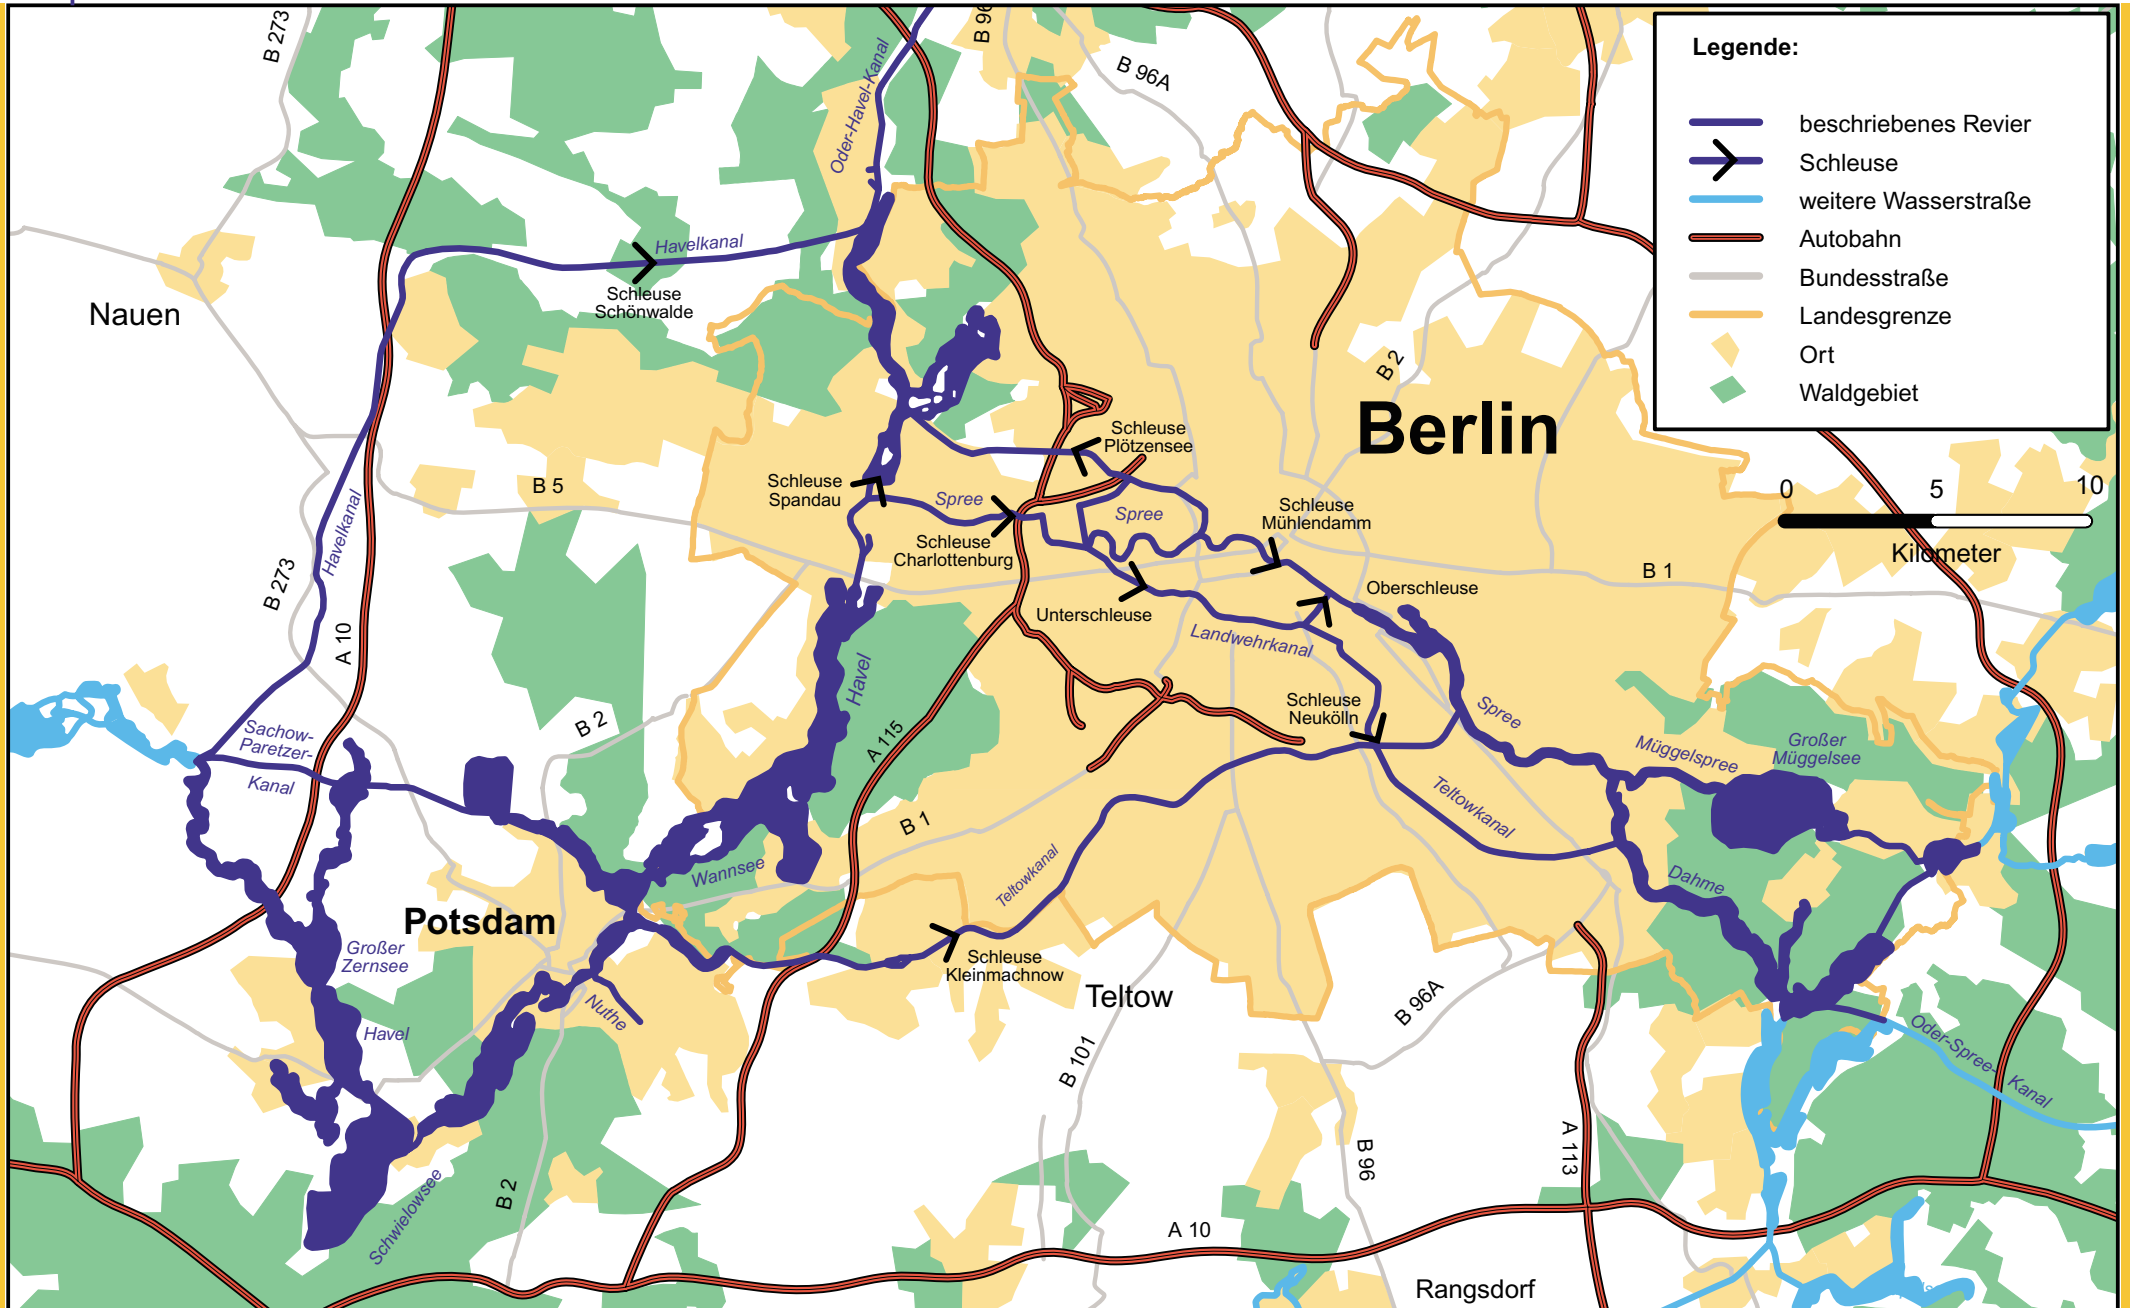 B 273
B 96
B 96A
Oder-Havel-Kanal
Legende:
beschriebenes Revier
Schleuse
weitere Wasserstraße
Autobahn
Bundesstraße
Landesgrenze
Ort
Waldgebiet
Havelkanal
Schleuse
Schönwalde
Nauen
B 2
Berlin
Schleuse
Plötzensee
Schleuse
Spandau
B 5
Spree
Spree
Schleuse
Mühlendamm
0 5 10
Kilometer
Havelkanal
Schleuse
Charlottenburg
B 273
A 10
B 1
Oberschleuse
Unterschleuse
Landwehrkanal
Havel
Schleuse
Neukölln
Spree
B 2
A 115
Sachow-
Paretzer-
Kanal
Müggelspree
Großer
Müggelsee
Teltowkanal
B 1
Wannsee
Teltowkanal
Dahme
Potsdam
Großer
Zernsee
Schleuse
Kleinmachnow
Teltow
Nuthe
Havel
B 96A
Oder-Spree-
Kanal
B 101
B 96
A 113
B 2
Schwielowsee
A 10
Rangsdorf